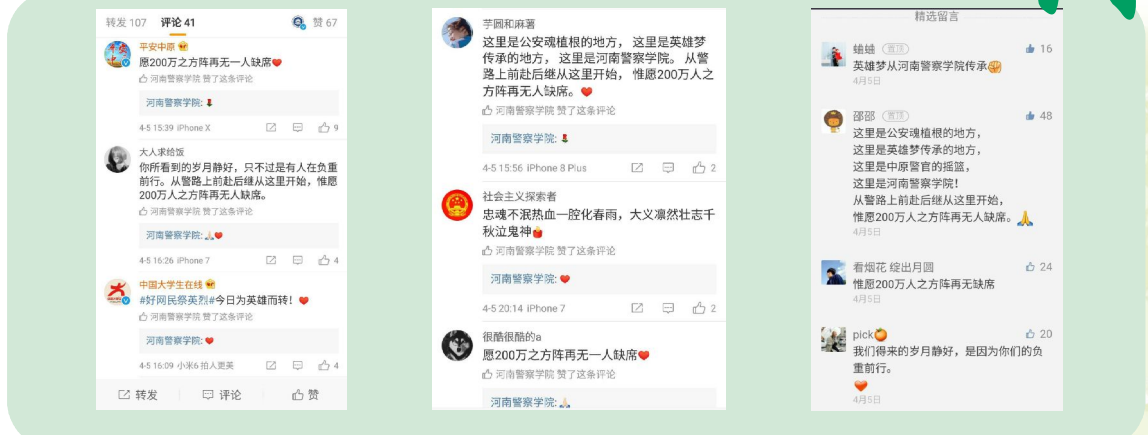 转发 107 评论 41 赞 67
平安中原
愿200万之方阵再无一人缺席
河南警察学院 赞了这条评论
河南警察学院:
4-5 15:39 iPhone X 9
大人求给饭
你所看到的岁月静好，只不过是有人在负重
前行。从警路上前赴后继从这里开始，惟愿
200万人之方阵再无人缺席。
河南警察学院 赞了这条评论
河南警察学院:
4-5 16:26 iPhone 7 4
中国大学生在线
#好网民祭英烈#今日为英雄而转！
河南警察学院 赞了这条评论
河南警察学院:
4-5 16:09 小米6 拍人更美 4
转发 评论 赞
芋圆和麻薯
这里是公安魂植根的地方， 这里是英雄梦
传承的地方， 这里是河南警察学院。 从警
路上前赴后继从这里开始， 惟愿200万人之
方阵再无人缺席。
河南警察学院 赞了这条评论
河南警察学院:
4-5 15:56 iPhone 8 Plus 2
社会主义探索者
忠魂不泯热血一腔化春雨，大义凛然壮志千
秋泣鬼神
河南警察学院 赞了这条评论
河南警察学院:
4-5 20:14 iPhone 7 2
很酷很酷的a
愿200万之方阵再无一人缺席
河南警察学院 赞了这条评论
河南警察学院:
精选留言
蛐蛐 置顶 16
英雄梦从河南警察学院传承
4月5日
邵邵 置顶 48
这里是公安魂植根的地方，
这里是英雄梦传承的地方，
这里是中原警官的摇篮，
这里是河南警察学院！
从警路上前赴后继从这里开始，
惟愿200万人之方阵再无人缺席。
4月5日
看烟花 绽出月圆 24
惟愿200万人之方阵再无缺席
4月5日
pick 20
我们得来的岁月静好，是因为你们的负
重前行。
4月5日